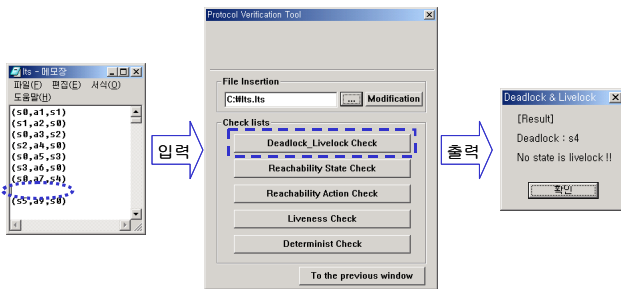 lts - 메모장
파일(F) 편집(E) 서식(O)
도움말(H)
(s0,a1,s1)
(s1,a2,s0)
(s0,a3,s2)
(s2,a4,s0)
(s0,a5,s3)
(s3,a6,s0)
(s0,a7,s4)
(s5,a9,s0)
입력
Protocol Verification Tool
File Insertion
C:₩lts.lts
... Modification
Check lists
Deadlock_Livelock Check
Reachability State Check
Reachability Action Check
Liveness Check
Determinist Check
To the previous window
출력
Deadlock & Livelock
[Result]
Deadlock : s4
No state is livelock !!
확인